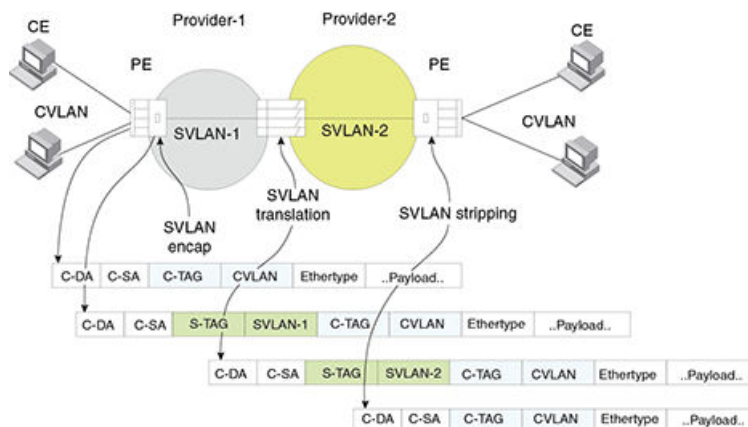 Provider-1
Provider-2
CE
CE
PE
PE
CVLAN
CVLAN
SVLAN-1
SVLAN-2
SVLAN
encap
SVLAN
translation
SVLAN stripping
C-DA C-SA C-TAG CVLAN Ethertype ..Payload..
C-DA C-SA S-TAG SVLAN-1 C-TAG CVLAN Ethertype ..Payload..
C-DA C-SA S-TAG SVLAN-2 C-TAG CVLAN Ethertype ..Payload..
C-DA C-SA C-TAG CVLAN Ethertype ..Payload..